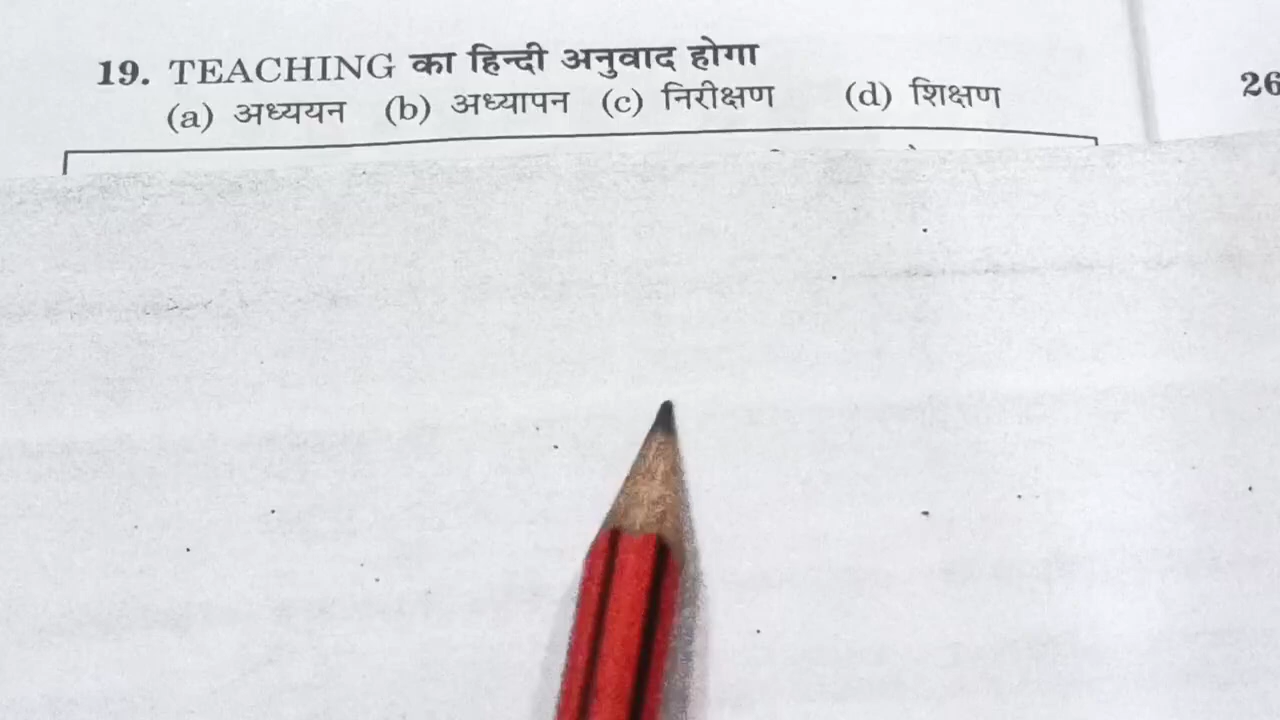 19. TEACHING का हिन्दी अनुवाद होगा
(a) अध्ययन (b) अध्यापन (c) निरीक्षण (d) शिक्षण
26